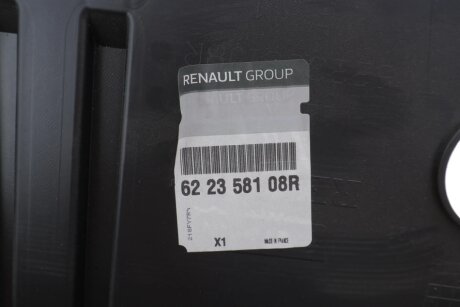 RENAULT GROUP
62 23 581 08R
X1
MADE IN FRANCE